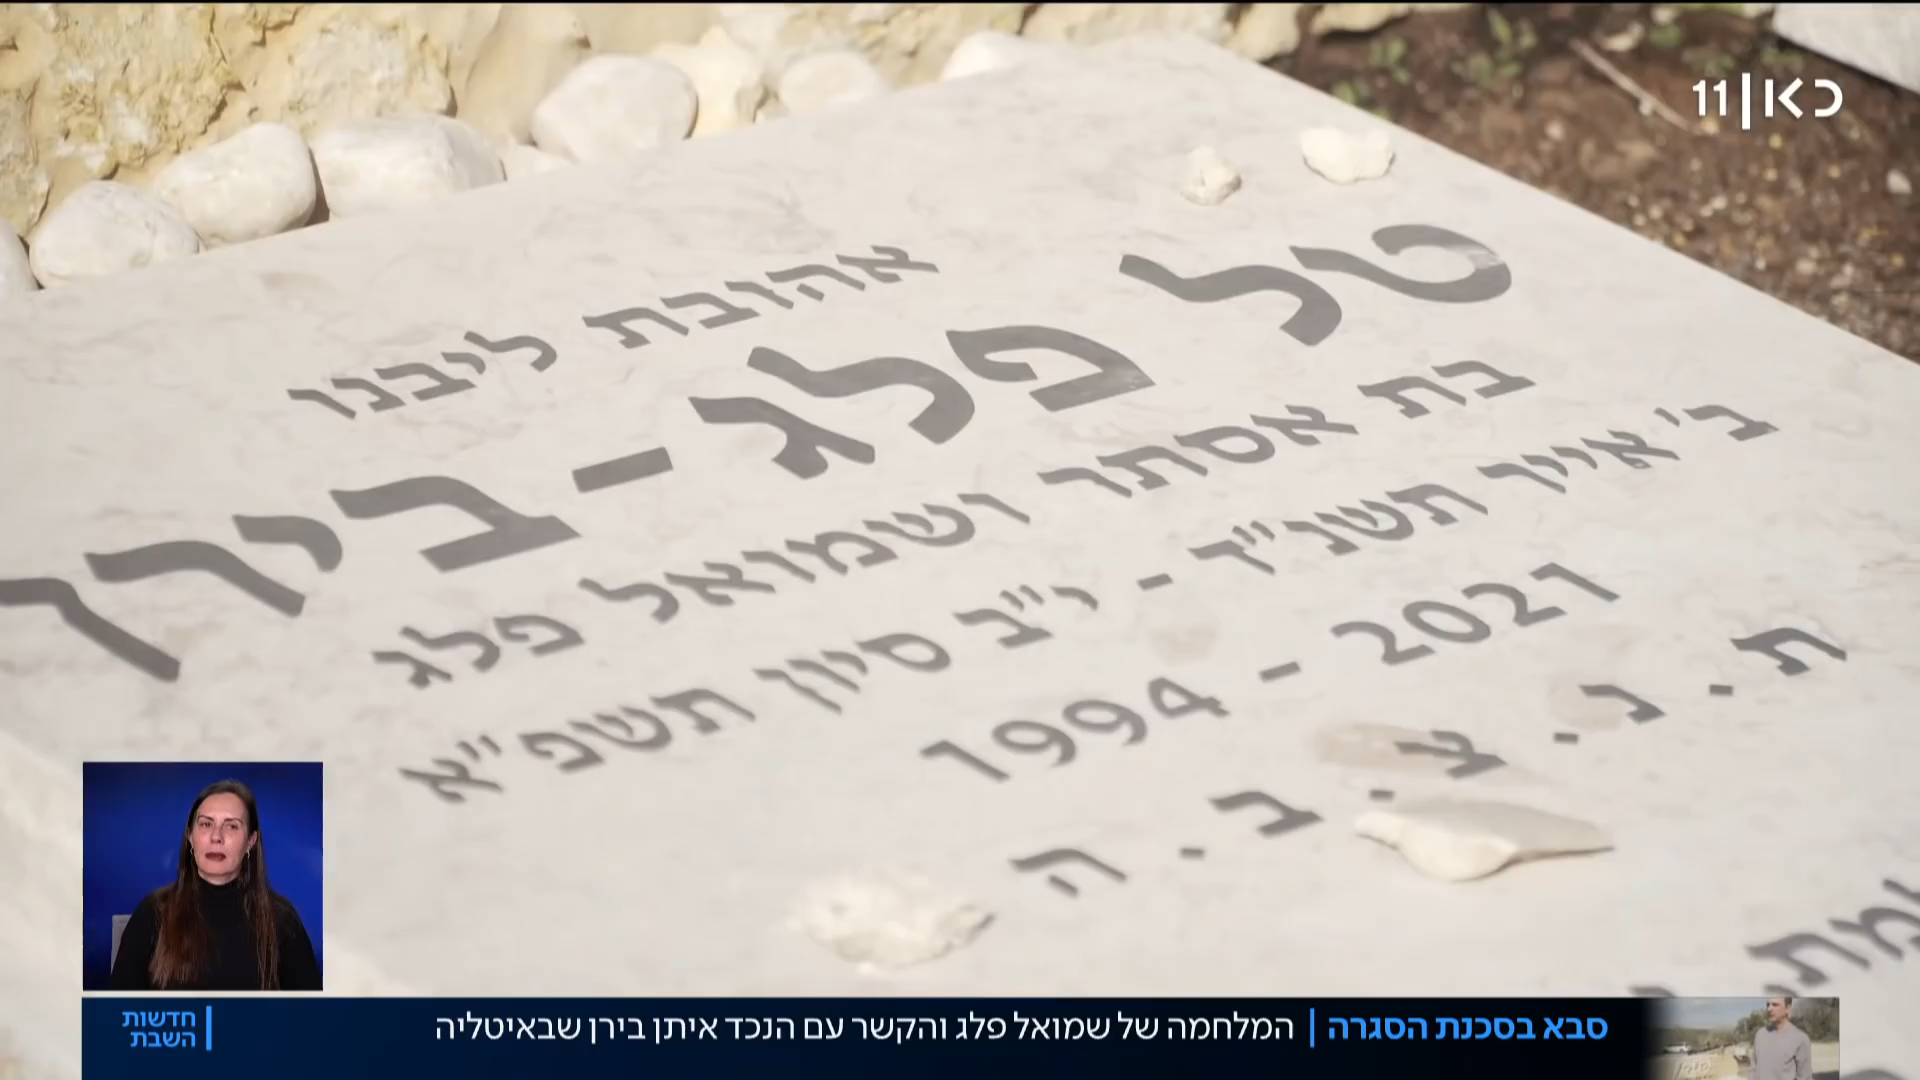 כאן 11
אהובת ליבנו
טל פלג - בירן
בת אסתר ושמואל פלג
ב' אייר תשנ"ד - י"ב סיוון תשפ"א
1994 - 2021
ת . נ . צ . ב . ה
סבא בסכנת הסגרה | המלחמה של שמואל פלג והקשר עם הנכד איתן בירן שבאיטליה
חדשות
השבת